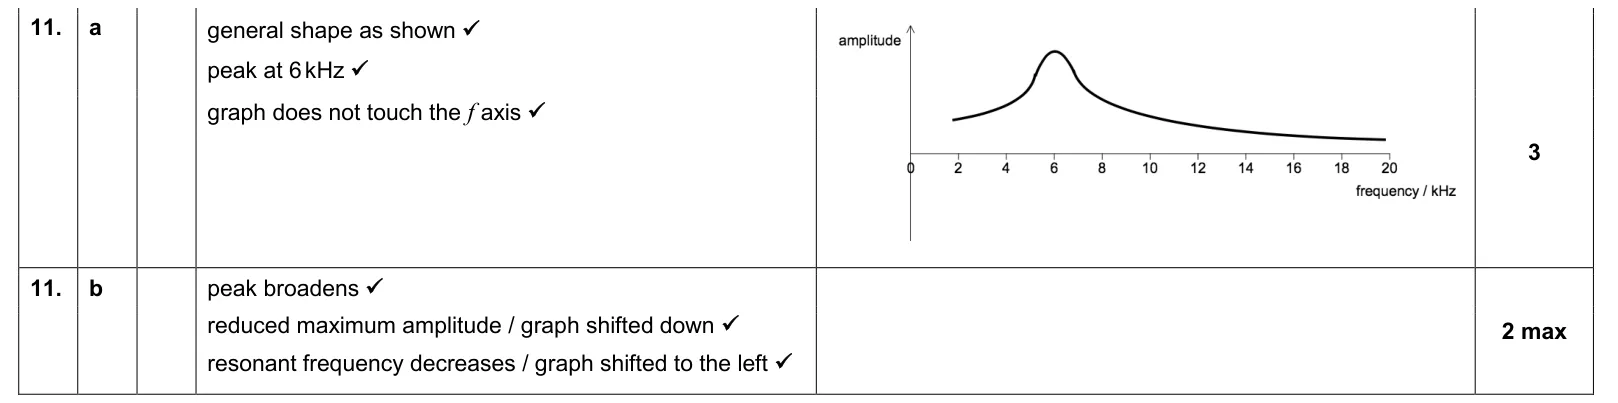 11. a general shape as shown ✓
peak at 6 kHz ✓
graph does not touch the f axis ✓
amplitude
0 2 4 6 8 10 12 14 16 18 20
frequency / kHz
3
11. b peak broadens ✓
reduced maximum amplitude / graph shifted down ✓
resonant frequency decreases / graph shifted to the left ✓
2 max